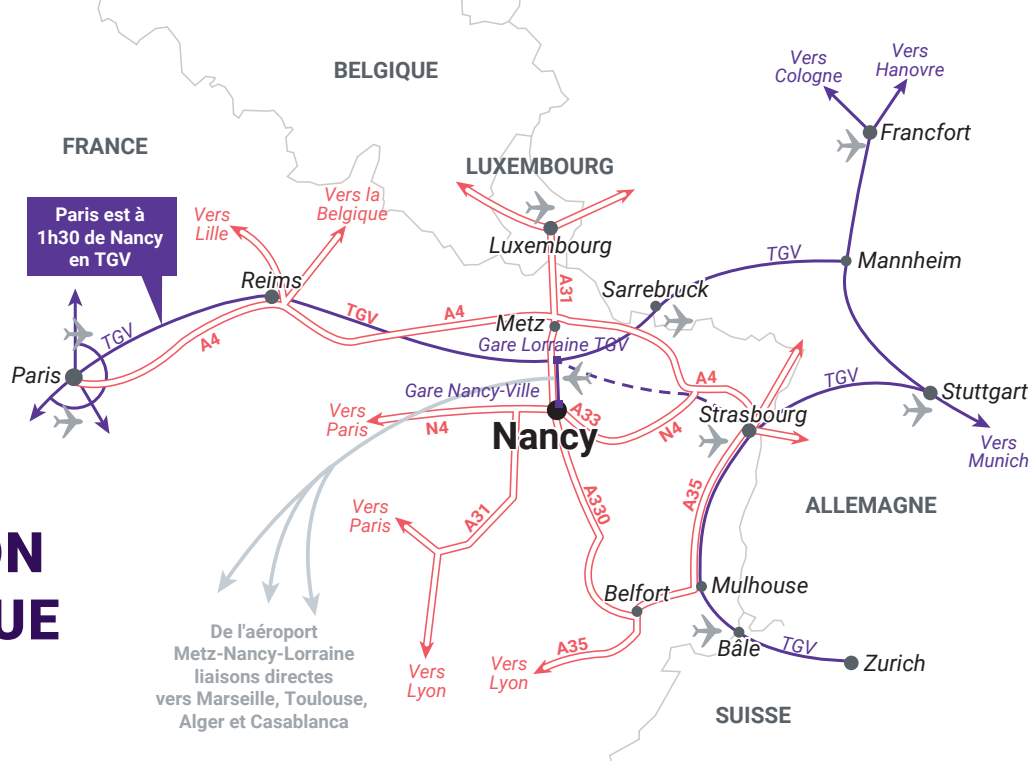 Vers
Cologne
Vers
Hanovre
BELGIQUE
Francfort
FRANCE
LUXEMBOURG
Paris est à
1h30 de Nancy
en TGV
Vers
Lille
Vers la
Belgique
Luxembourg
TGV
Mannheim
Reims
A31
Sarrebruck
TGV
A4
TGV
A4
Metz
Gare Lorraine TGV
Paris
Gare Nancy-Ville
A4
TGV
Stuttgart
Vers
Paris
N4
A33
N4
Strasbourg
Nancy
Vers
Munich
A35
A330
ALLEMAGNE
Vers
Paris
A31
ON
UE
Belfort
Mulhouse
De l'aéroport
Metz-Nancy-Lorraine
liaisons directes
vers Marseille, Toulouse,
Alger et Casablanca
Vers
Lyon
Vers
Lyon
A35
Bâle
TGV
Zurich
SUISSE